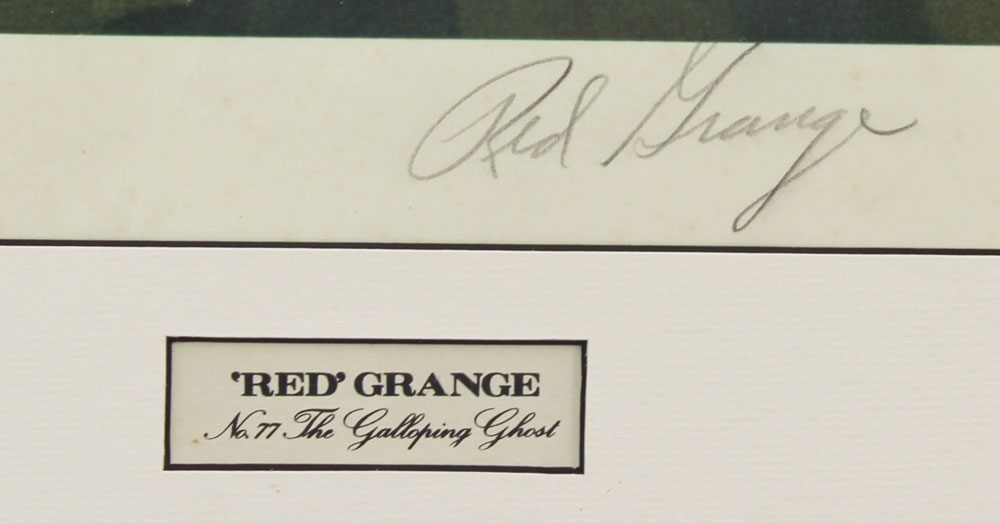 Red Grange
'RED' GRANGE
No. 77 The Galloping Ghost